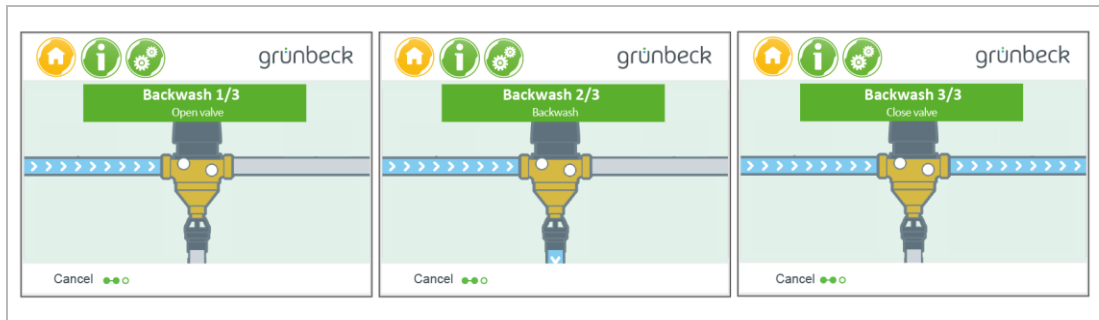 grünbeck
Backwash 1/3
Open valve
Cancel
grünbeck
Backwash 2/3
Backwash
Cancel
grünbeck
Backwash 3/3
Close valve
Cancel